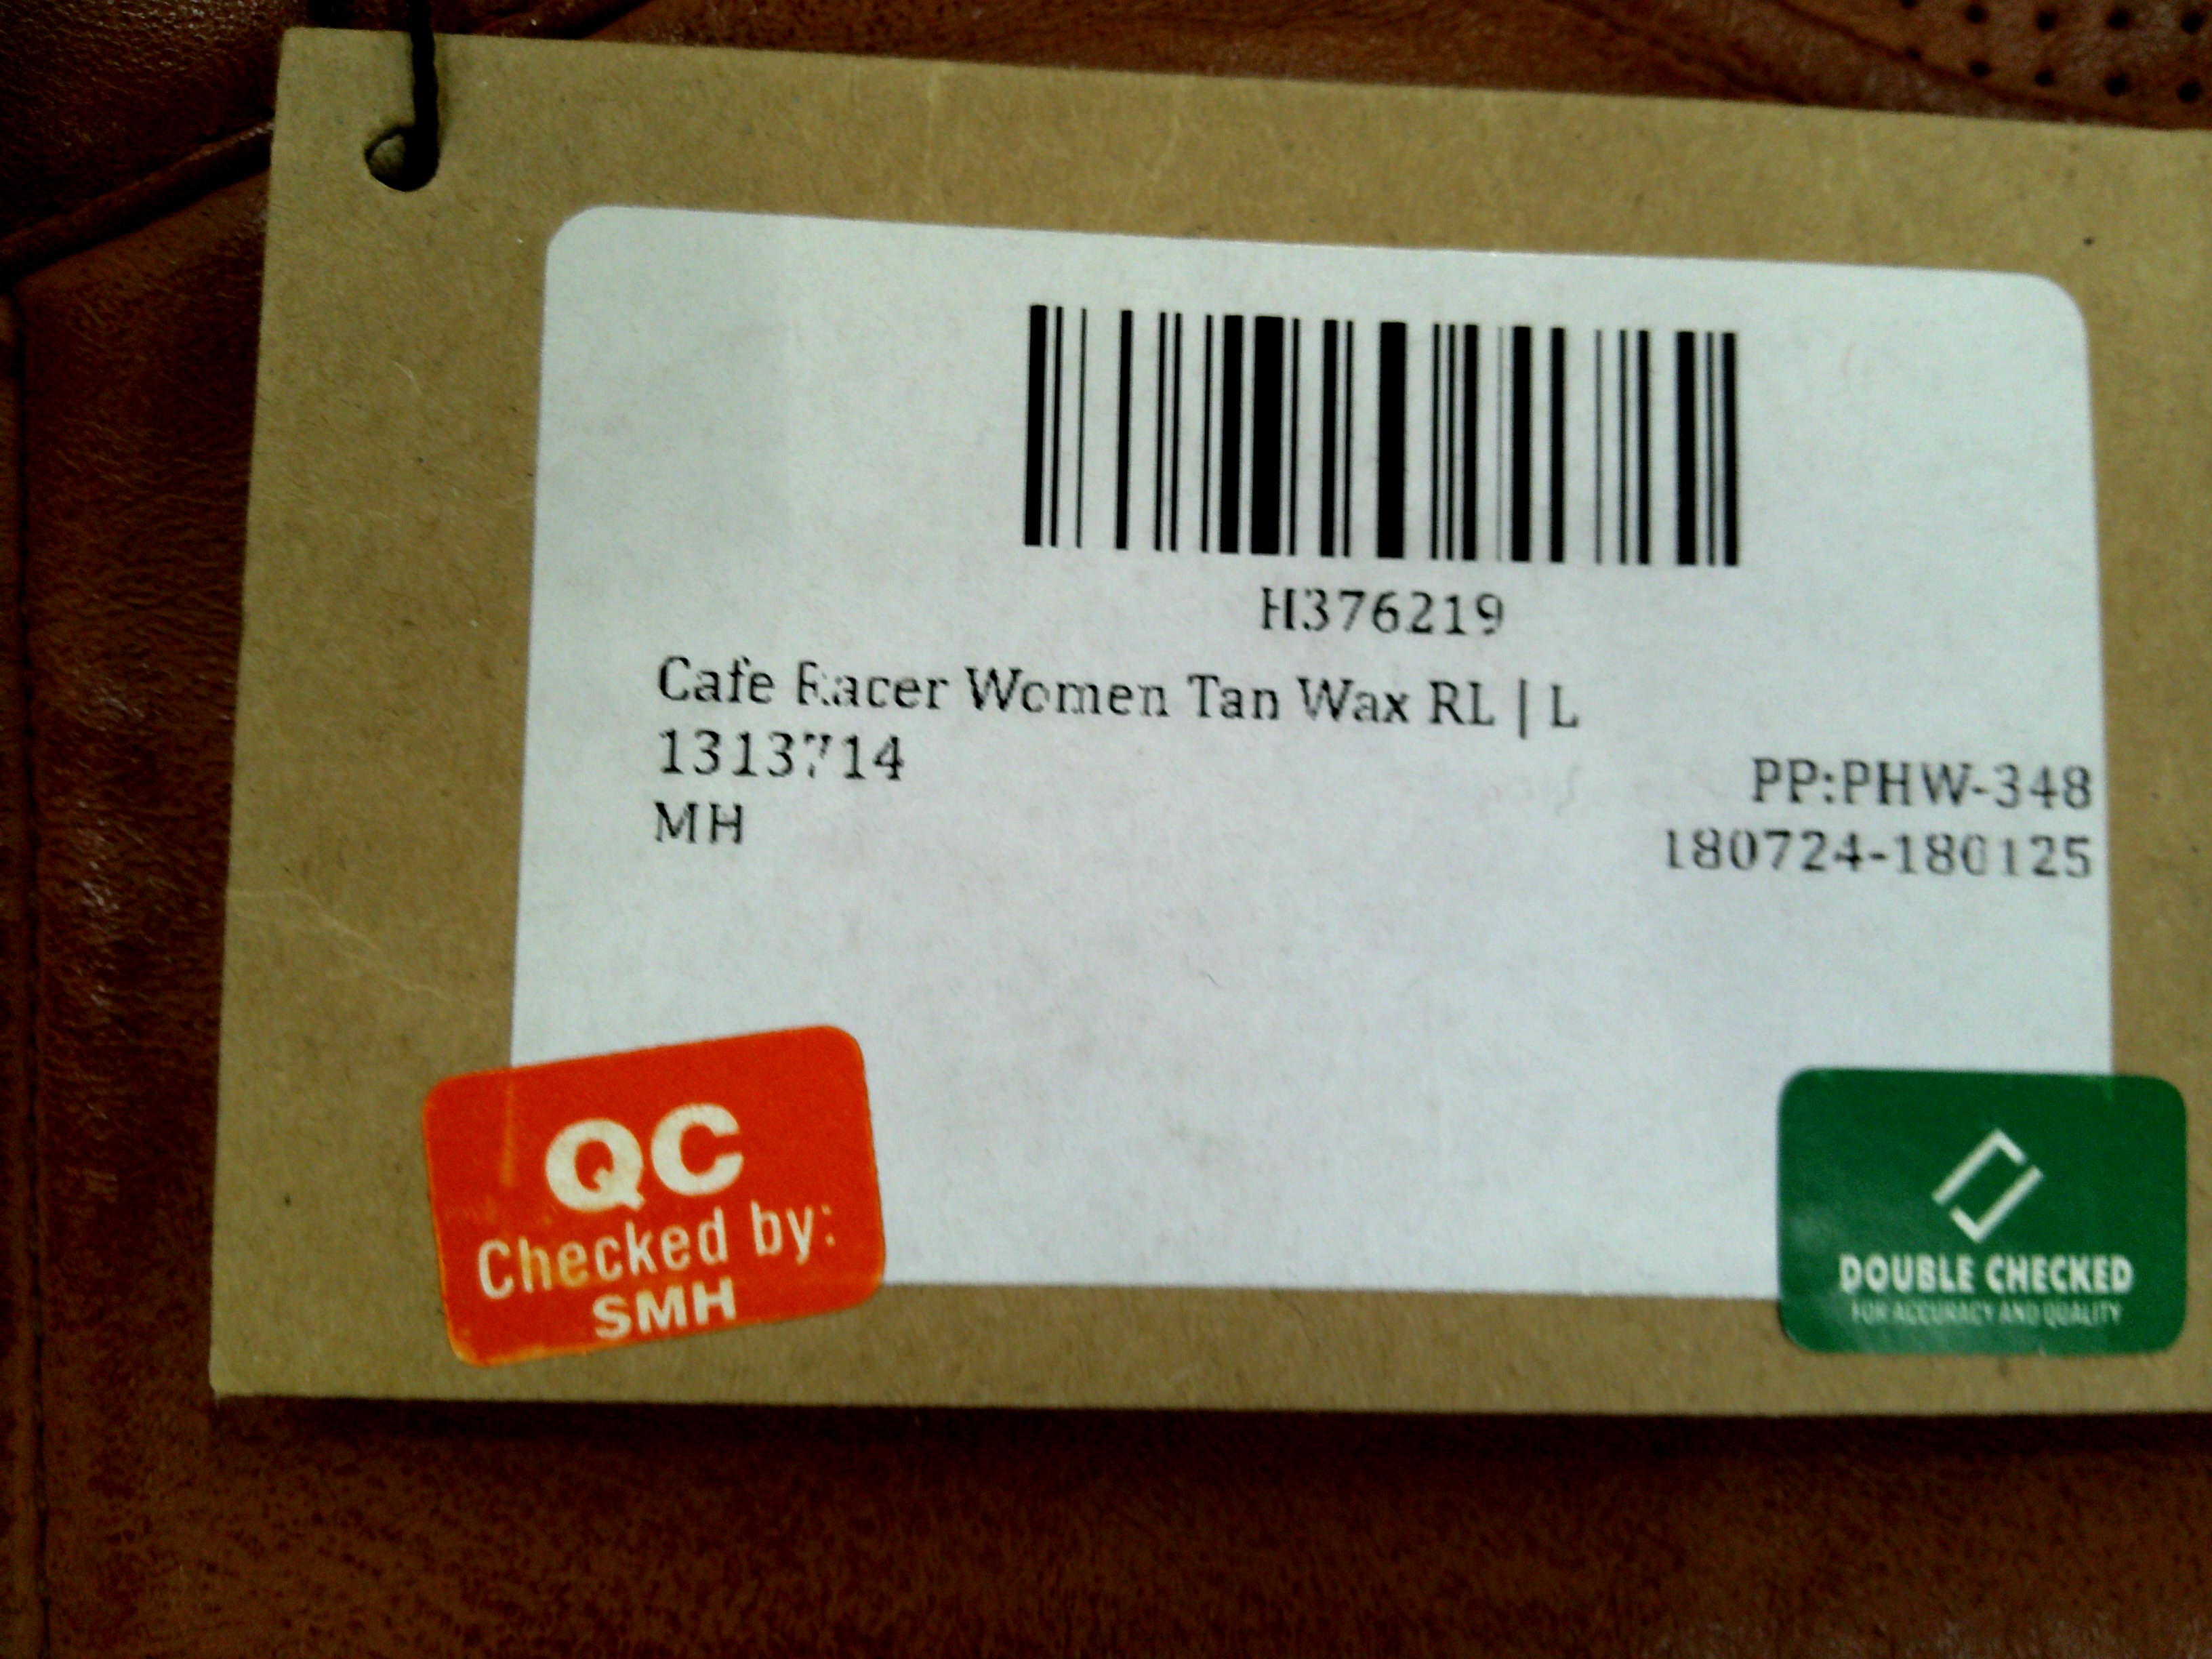 H376219
Cafe Racer Women Tan Wax RL | L
1313714
MH
PP:PHW-348
180724-180125
QC
Checked by:
SMH
DOUBLE CHECKED
FOR ACCURACY AND QUALITY